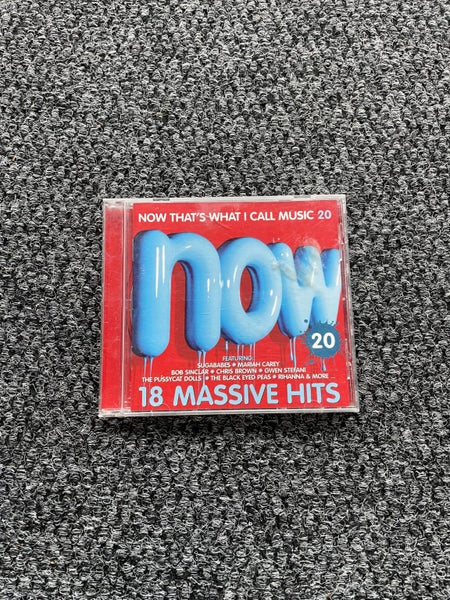 NOW THAT'S WHAT I CALL MUSIC 20
now
20
FEATURING
SUGABABES • MARIAH CAREY
BOB SINCLAR • CHRIS BROWN • GWEN STEFANI
THE PUSSYCAT DOLLS • THE BLACK EYED PEAS • RIHANNA & MORE
18 MASSIVE HITS